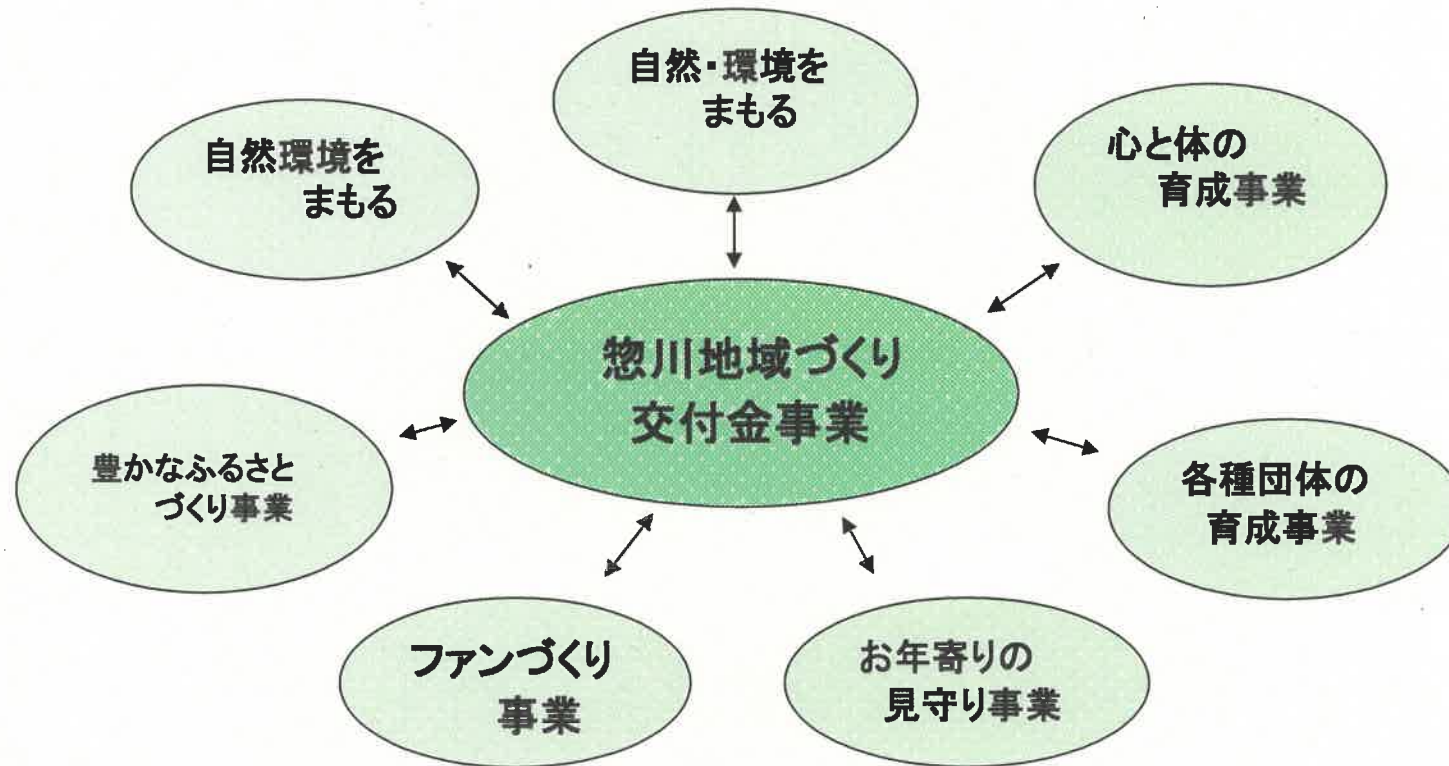 自然・環境を
まもる
自然環境を
まもる
心と体の
育成事業
惣川地域づくり
交付金事業
豊かなふるさと
づくり事業
各種団体の
育成事業
ファンづくり
事業
お年寄りの
見守り事業